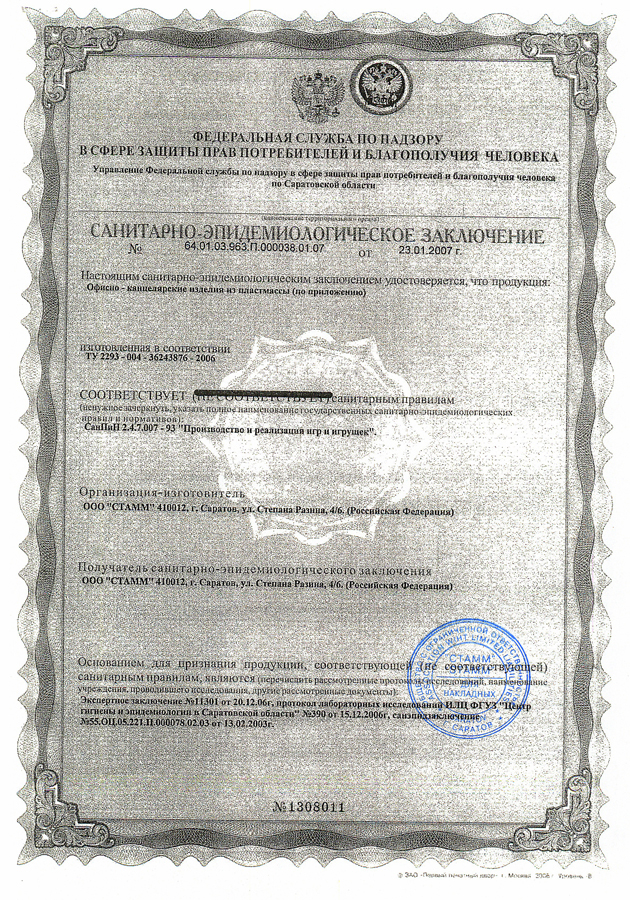 ФЕДЕРАЛЬНАЯ СЛУЖБА ПО НАДЗОРУ
В СФЕРЕ ЗАЩИТЫ ПРАВ ПОТРЕБИТЕЛЕЙ И БЛАГОПОЛУЧИЯ ЧЕЛОВЕКА
Управление Федеральной службы по надзору в сфере защиты прав потребителей и благополучия человека
по Саратовской области
(наименование территориального органа)
САНИТАРНО-ЭПИДЕМИОЛОГИЧЕСКОЕ ЗАКЛЮЧЕНИЕ
№ 64.01.03.963.П.000038.01.07 от 23.01.2007 г.
Настоящим санитарно-эпидемиологическим заключением удостоверяется, что продукция:
Офисно - канцелярские изделия из пластмассы (по приложению)
изготовленная в соответствии
ТУ 2293 - 004 - 36243876 - 2006
СООТВЕТСТВУЕТ (НЕ СООТВЕТСТВУЕТ) санитарным правилам
(ненужное зачеркнуть, указать полное наименование государственных санитарно-эпидемиологических
правил и нормативов):
СанПиН 2.4.7.007 - 93 "Производство и реализация игр и игрушек".
Организация-изготовитель
ООО "СТАММ" 410012, г. Саратов, ул. Степана Разина, 4/6. (Российская Федерация)
Получатель санитарно-эпидемиологического заключения
ООО "СТАММ" 410012, г. Саратов, ул. Степана Разина, 4/6. (Российская Федерация)
Основанием для признания продукции, соответствующей (не соответствующей)
санитарным правилам, являются (перечислить рассмотренные протоколы исследований, наименование
учреждения, проводившего исследования, другие рассмотренные документы):
Экспертное заключение №11301 от 20.12.06г, протокол лабораторных исследований ИЛЦ ФГУЗ "Центр
гигиены и эпидемиологии в Саратовской области" №390 от 15.12.2006г, санэпидзаключение
№55.ОЦ.05.221.П.000078.02.03 от 13.02.2003г.
СТАММ
НАКЛАДНЫХ
САРАТОВ
№1308011
© ЗАО «Первый печатный двор» г. Москва 2006 г. Уровень В